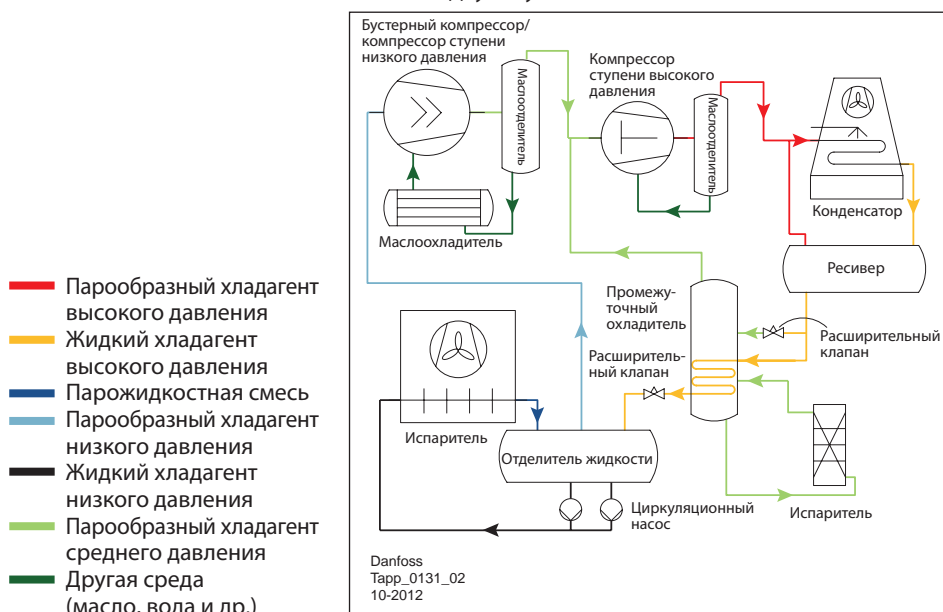 Бустерный компрессор/
компрессор ступени
низкого давления
Маслоотделитель
Компрессор
ступени высокого
давления
Маслоотделитель
Конденсатор
Маслоохладитель
Ресивер
Промежу-
точный
охладитель
Расширительный
клапан
Расширитель-
ный клапан
Испаритель
Отделитель жидкости
Циркуляционный
насос
Испаритель
Danfoss
Tapp_0131_02
10-2012
Парообразный хладагент
высокого давления
Жидкий хладагент
высокого давления
Парожидкостная смесь
Парообразный хладагент
низкого давления
Жидкий хладагент
низкого давления
Парообразный хладагент
среднего давления
Другая среда
(масло, вода и др.)